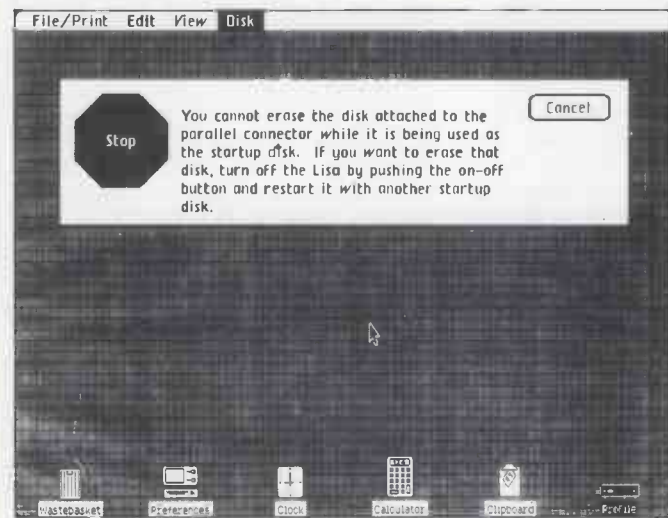 File/Print Edit View Disk
Stop
You cannot erase the disk attached to the
parallel connector while it is being used as
the startup disk. If you want to erase that
disk, turn off the Lisa by pushing the on-off
button and restart it with another startup
disk.
Cancel
Wastebasket Preferences Clock Calculator Clipboard Profile